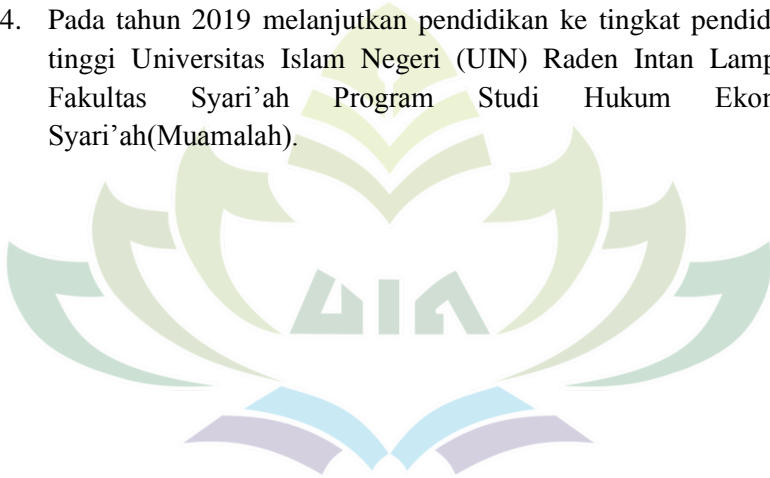 4. Pada tahun 2019 melanjutkan pendidikan ke tingkat
tinggi Universitas Islam Negeri (UIN) Raden Intan
Fakultas Syari'ah Program Studi Hukum
Syari'ah(Muamalah).
UIN